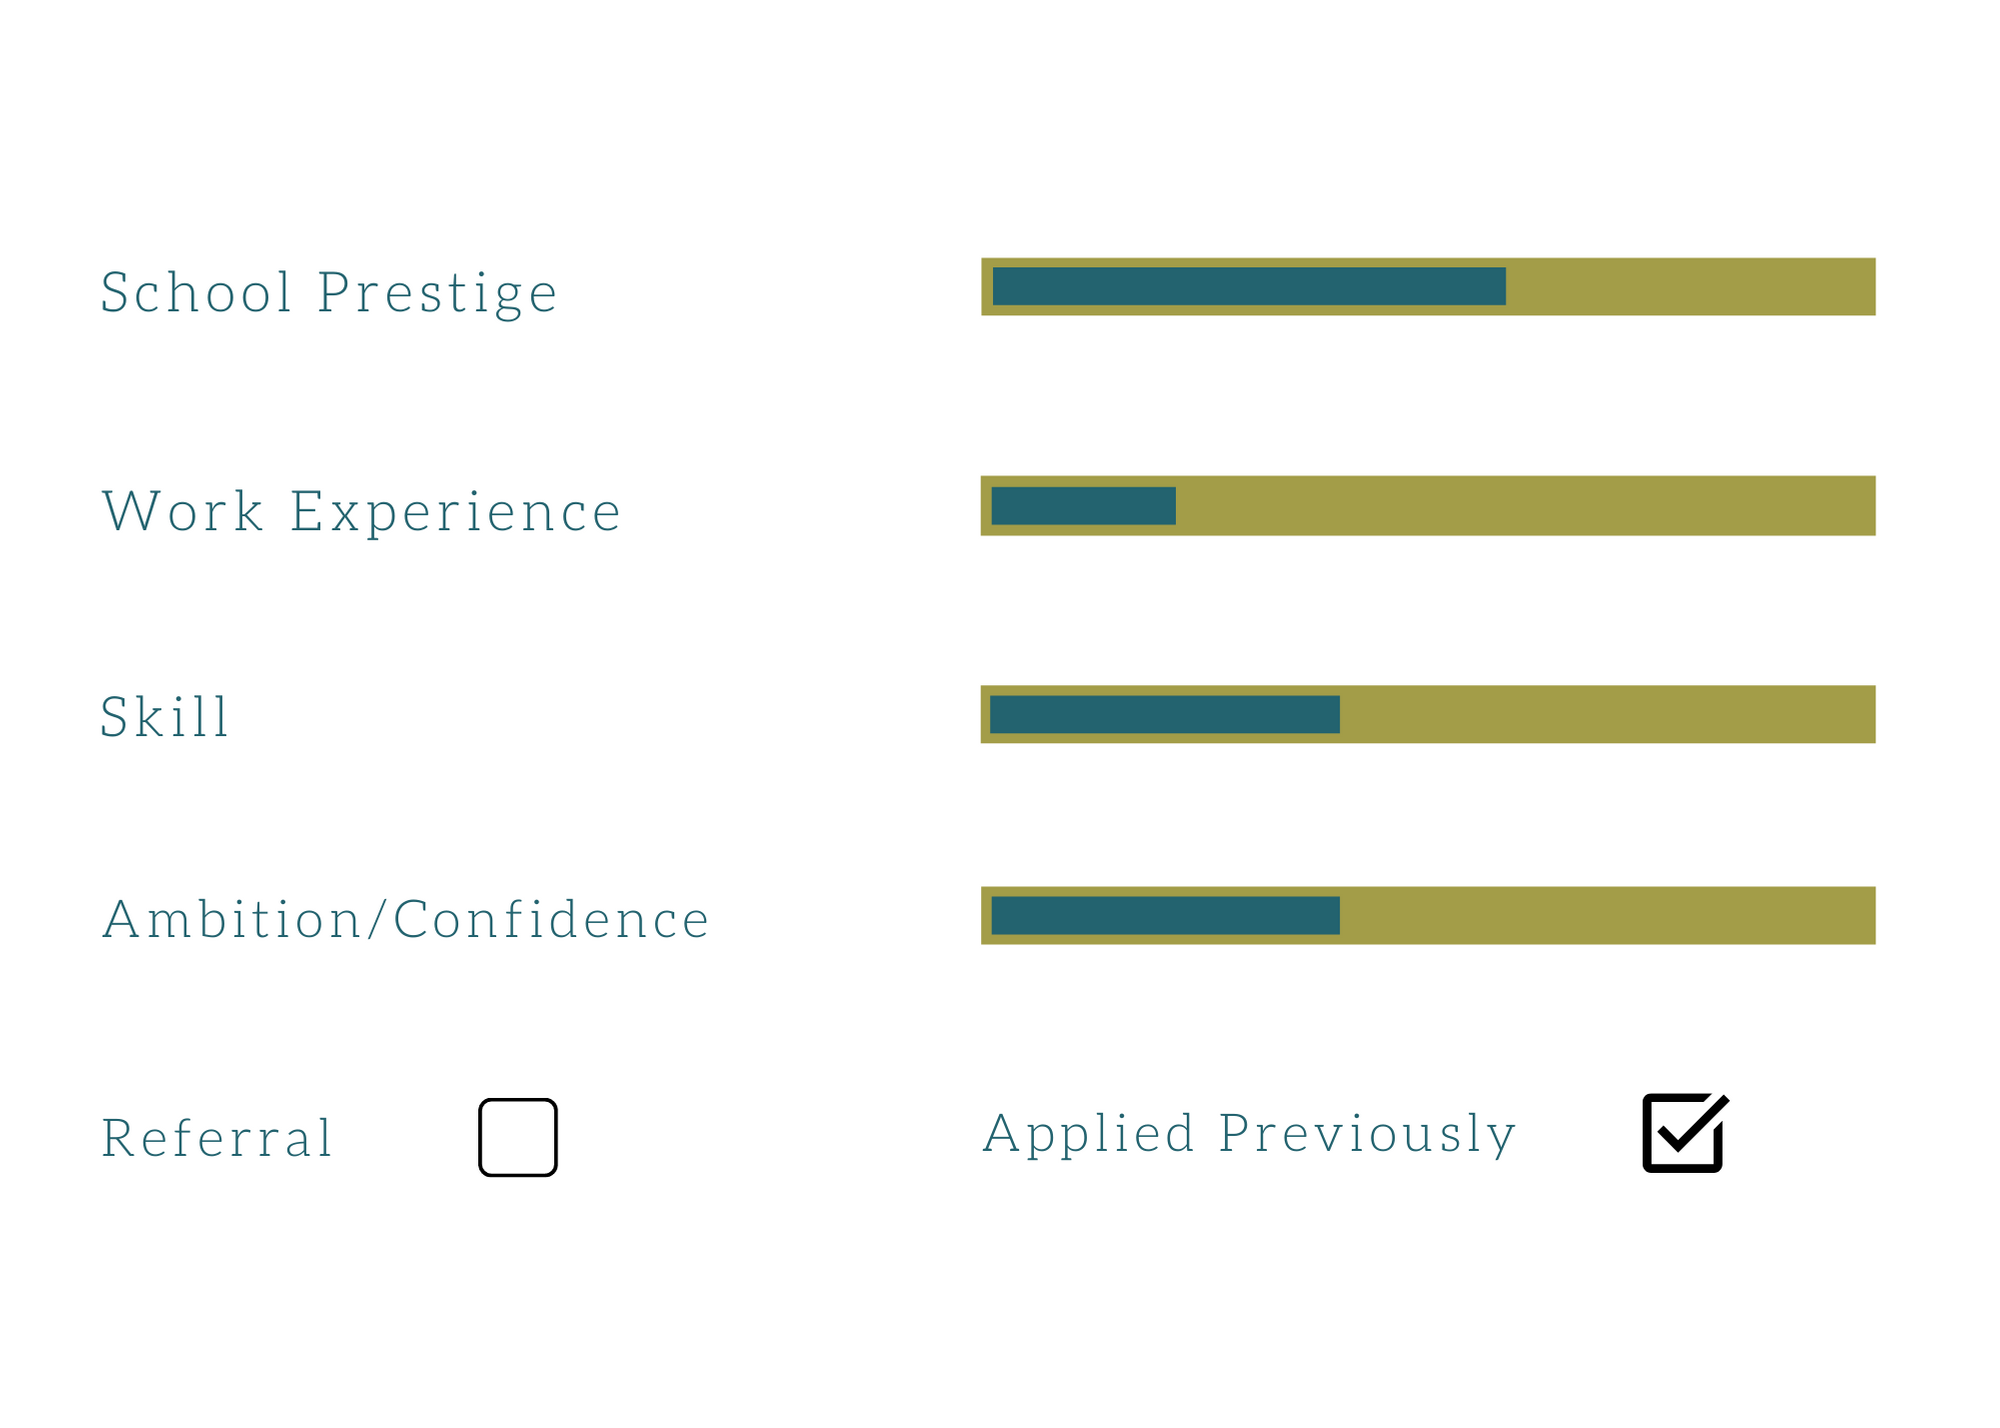 School Prestige
Work Experience
Skill
Ambition/Confidence
Referral
Applied Previously